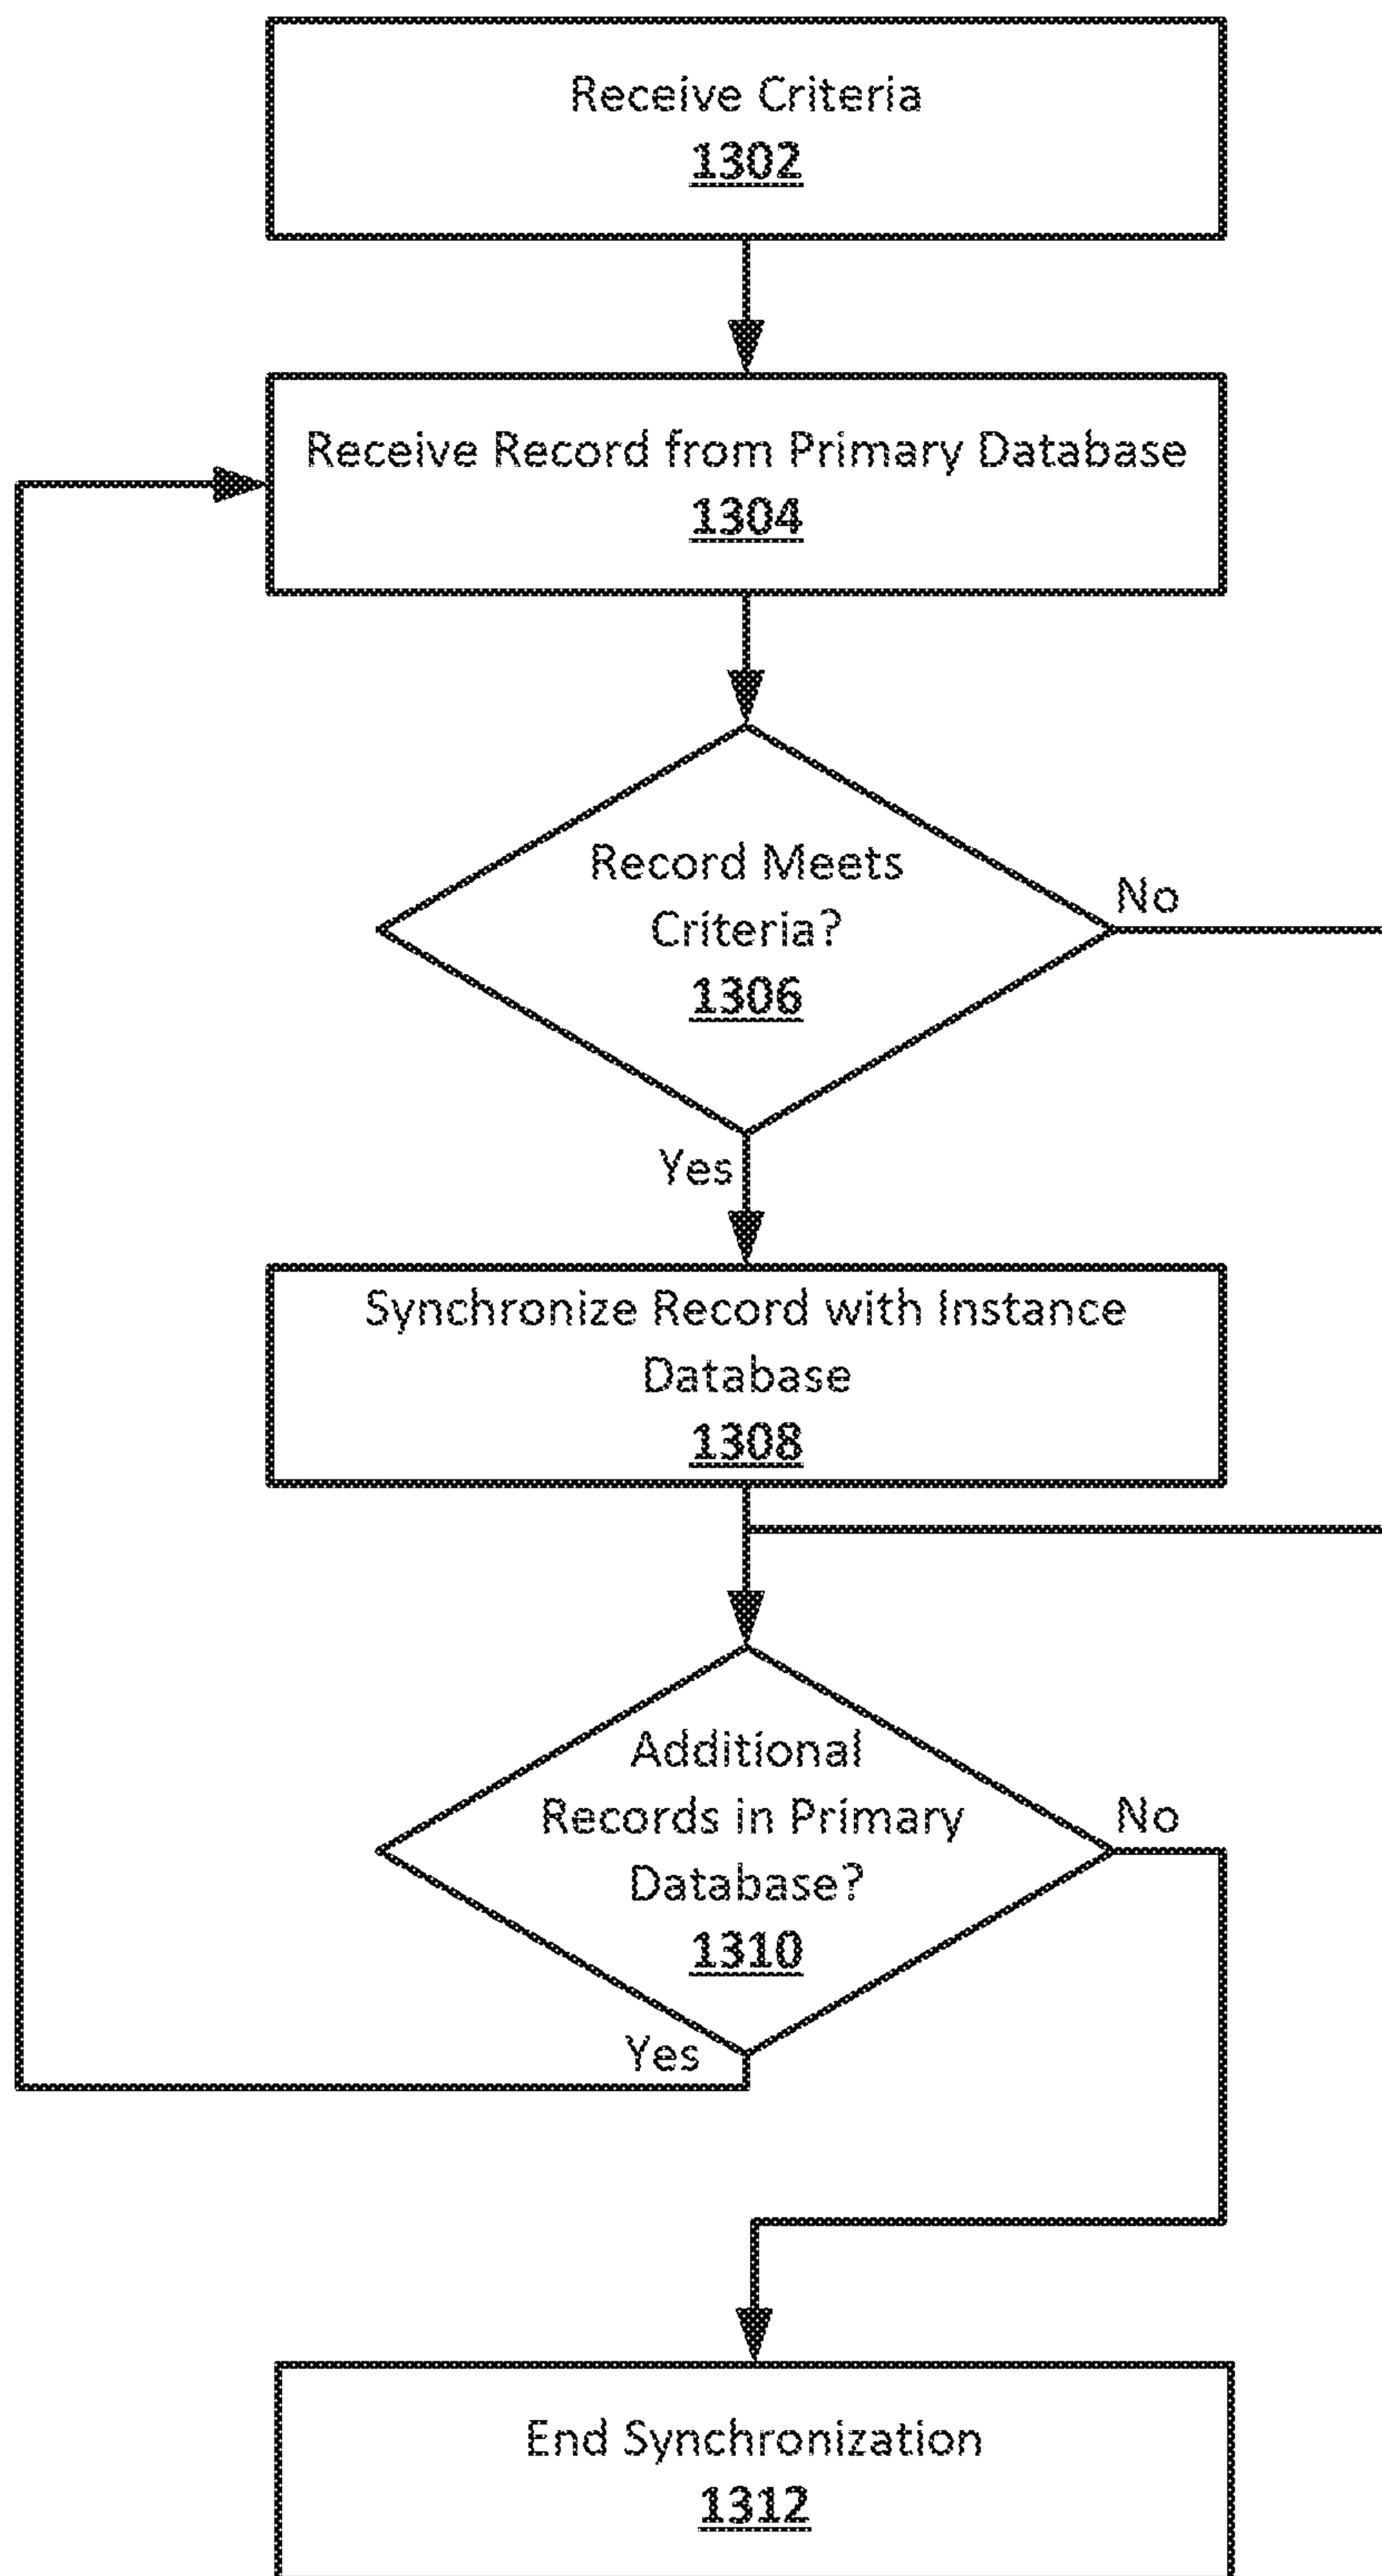 Receive Criteria
1302
Receive Record from Primary Database
1304
Record Meets
Criteria?
1306
No
Yes
Synchronize Record with Instance
Database
1308
Additional
Records in Primary
Database?
1310
No
Yes
End Synchronization
1312